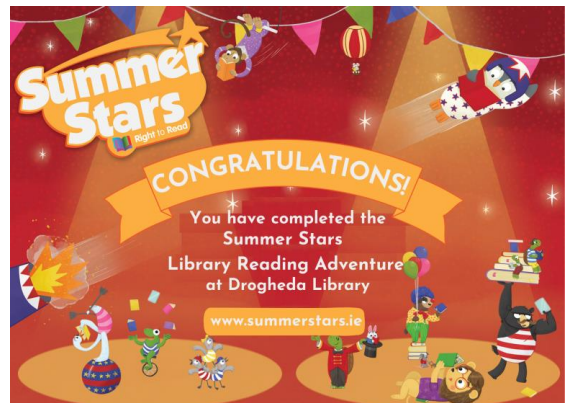 Summer
Stars
Right to Read
CONGRATULATIONS!
You have completed the
Summer Stars
Library Reading Adventure
at Drogheda Library
www.summerstars.ie